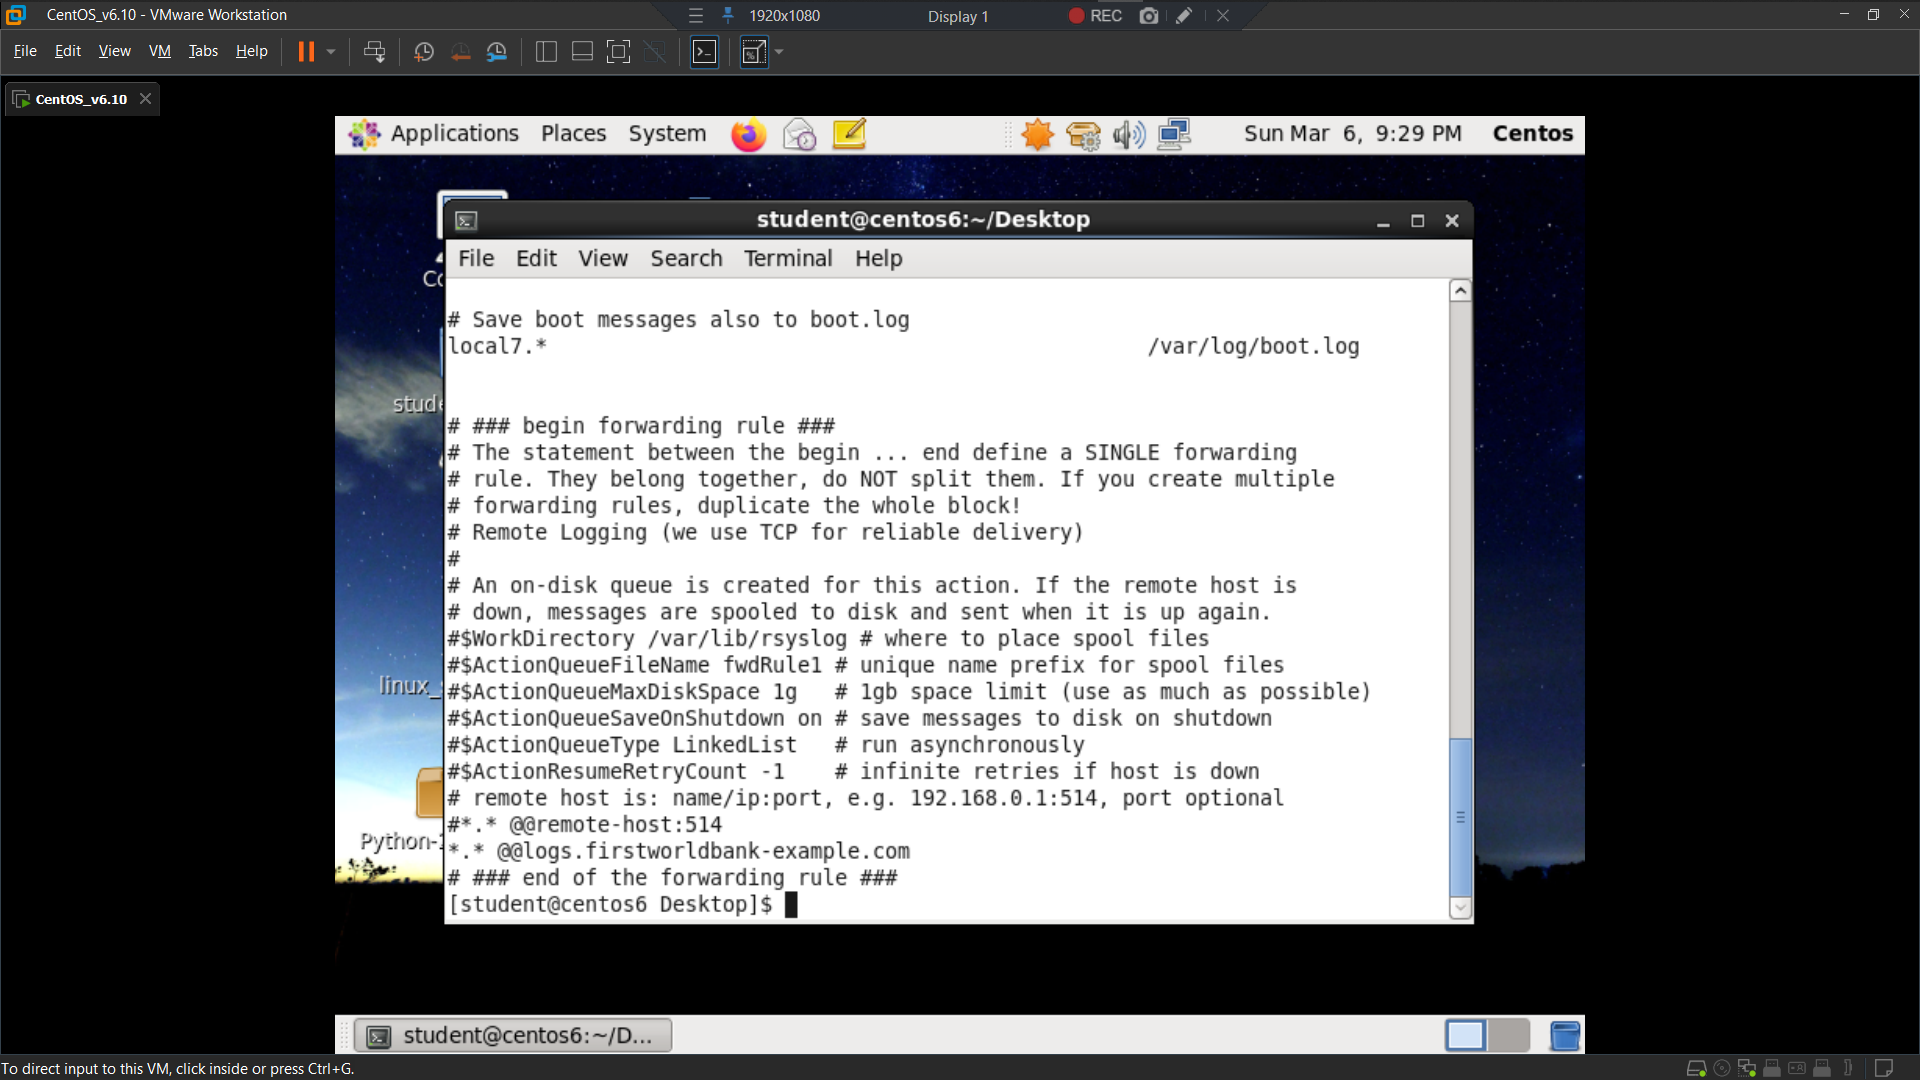 CentOS_v6.10 - VMware Workstation
1920x1080
Display 1
REC
File Edit View VM Tabs Help
CentOS_v6.10
Applications Places System
Sun Mar 6, 9:29 PM Centos
student@centos6:~/Desktop
File Edit View Search Terminal Help
# Save boot messages also to boot.log
local7.* /var/log/boot.log
# ### begin forwarding rule ###
# The statement between the begin ... end define a SINGLE forwarding
# rule. They belong together, do NOT split them. If you create multiple
# forwarding rules, duplicate the whole block!
# Remote Logging (we use TCP for reliable delivery)
#
# An on-disk queue is created for this action. If the remote host is
# down, messages are spooled to disk and sent when it is up again.
#$WorkDirectory /var/lib/rsyslog # where to place spool files
#$ActionQueueFileName fwdRule1 # unique name prefix for spool files
#$ActionQueueMaxDiskSpace 1g # 1gb space limit (use as much as possible)
#$ActionQueueSaveOnShutdown on # save messages to disk on shutdown
#$ActionQueueType LinkedList # run asynchronously
#$ActionResumeRetryCount -1 # infinite retries if host is down
# remote host is: name/ip:port, e.g. 192.168.0.1:514, port optional
#*.* @@remote-host:514
*.* @@logs.firstworldbank-example.com
# ### end of the forwarding rule ###
[student@centos6 Desktop]$
student@centos6:~/D...
To direct input to this VM, click inside or press Ctrl+G.